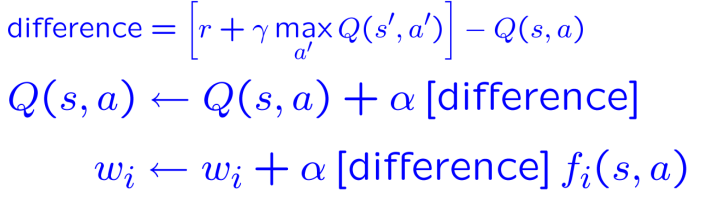 difference = [r + γ max_{a'} Q(s', a')] − Q(s, a)
Q(s, a) ← Q(s, a) + α [difference]
w_i ← w_i + α [difference] f_i(s, a)